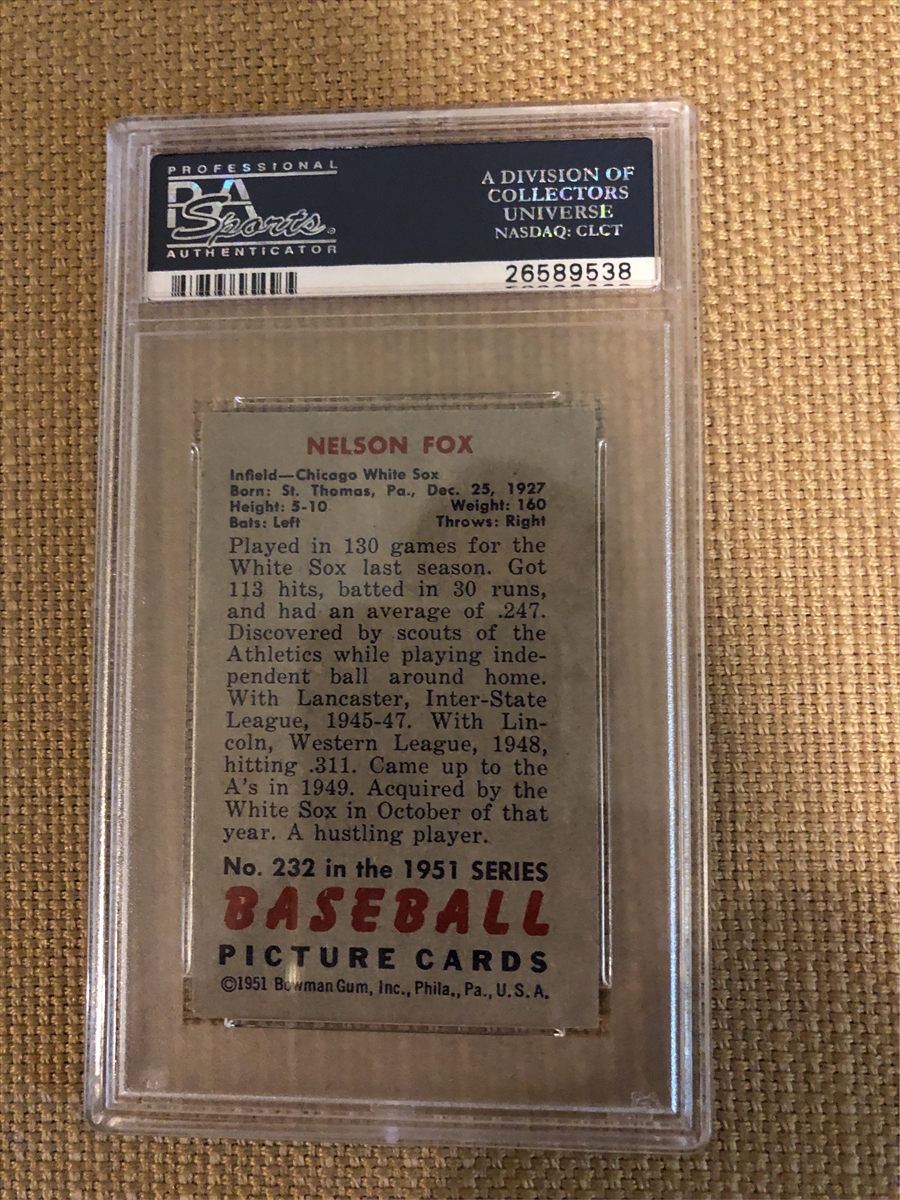 PROFESSIONAL
PSA
Sports
AUTHENTICATOR
A DIVISION OF
COLLECTORS
UNIVERSE
NASDAQ: CLCT
26589538
NELSON FOX
Infield—Chicago White Sox
Born: St. Thomas, Pa., Dec. 25, 1927
Height: 5-10 Weight: 160
Bats: Left Throws: Right
Played in 130 games for the
White Sox last season. Got
113 hits, batted in 30 runs,
and had an average of .247.
Discovered by scouts of the
Athletics while playing inde-
pendent ball around home.
With Lancaster, Inter-State
League, 1945-47. With Lin-
coln, Western League, 1948,
hitting .311. Came up to the
A's in 1949. Acquired by the
White Sox in October of that
year. A hustling player.
No. 232 in the 1951 SERIES
BASEBALL
PICTURE CARDS
©1951 Bowman Gum, Inc., Phila., Pa., U.S.A.